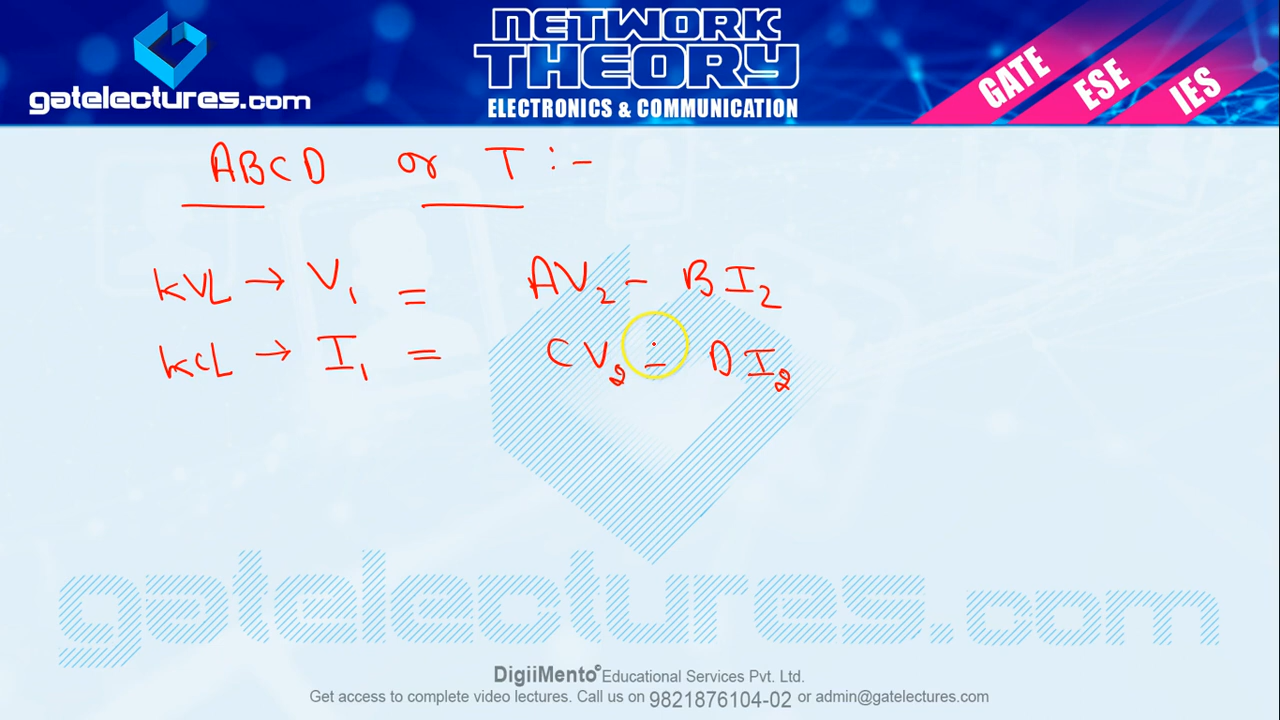 gatelectures.com
NETWORK
THEORY
ELECTRONICS & COMMUNICATION
GATE
ESE
IES
ABCD or T :-
KVL → V₁ = AV₂ - BI₂
KCL → I₁ = CV₂ - DI₂
gatelectures.com
DigiiMento© Educational Services Pvt. Ltd.
Get access to complete video lectures. Call us on 9821876104-02 or admin@gatelectures.com